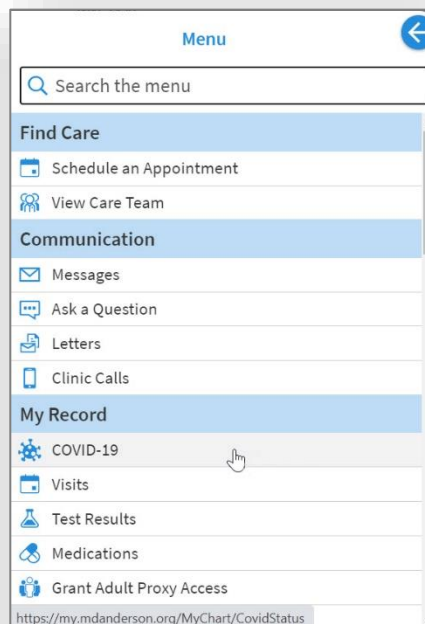 Menu
Search the menu
Find Care
Schedule an Appointment
View Care Team
Communication
Messages
Ask a Question
Letters
Clinic Calls
My Record
COVID-19
Visits
Test Results
Medications
Grant Adult Proxy Access
https://my.mdanderson.org/MyChart/CovidStatus